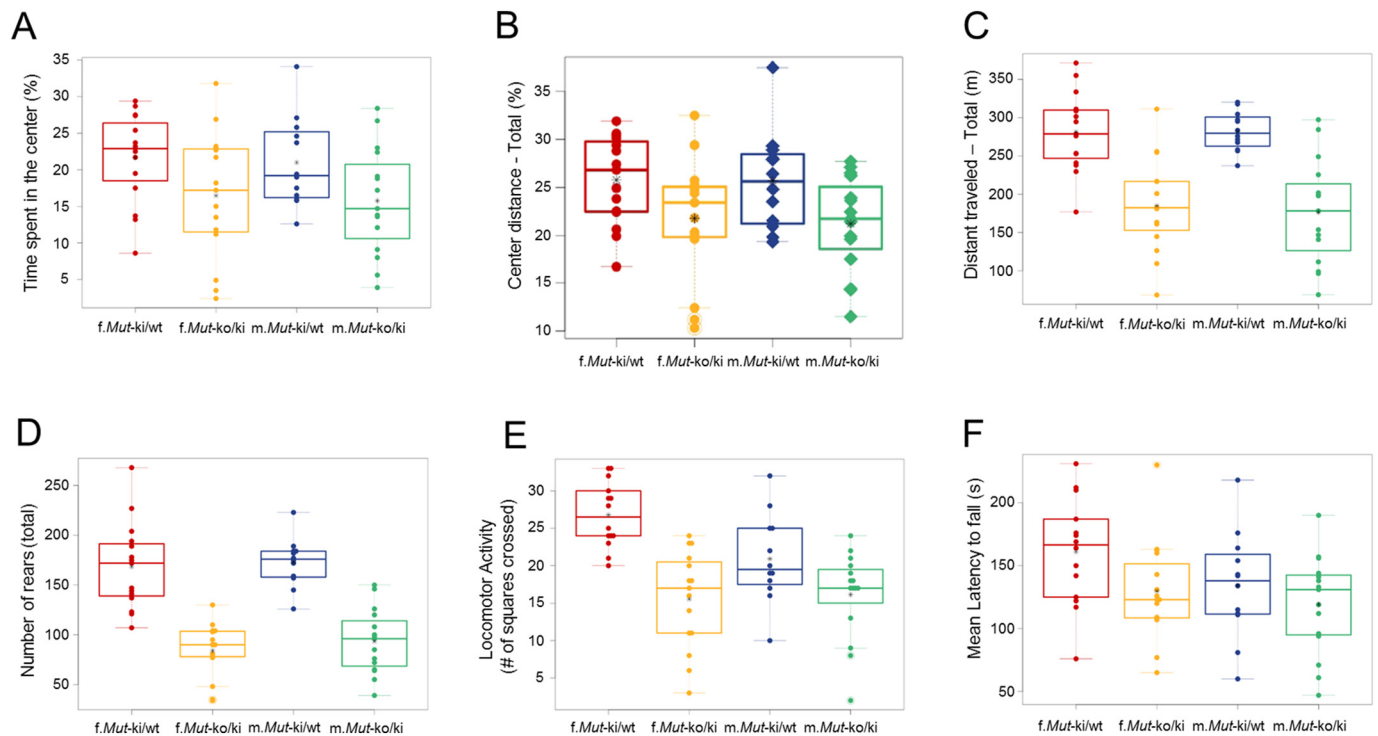 A
Time spent in the center (%)
35
30
25
20
15
10
5
f.Mut-ki/wt f.Mut-ko/ki m.Mut-ki/wt m.Mut-ko/ki
B
Center distance - Total (%)
35
30
25
20
15
10
f.Mut-ki/wt f.Mut-ko/ki m.Mut-ki/wt m.Mut-ko/ki
C
Distant traveled – Total (m)
350
300
250
200
150
100
f.Mut-ki/wt f.Mut-ko/ki m.Mut-ki/wt m.Mut-ko/ki
D
Number of rears (total)
250
200
150
100
50
f.Mut-ki/wt f.Mut-ko/ki m.Mut-ki/wt m.Mut-ko/ki
E
Locomotor Activity
(# of squares crossed)
30
25
20
15
10
5
f.Mut-ki/wt f.Mut-ko/ki m.Mut-ki/wt m.Mut-ko/ki
F
Mean Latency to fall (s)
200
150
100
50
f.Mut-ki/wt f.Mut-ko/ki m.Mut-ki/wt m.Mut-ko/ki